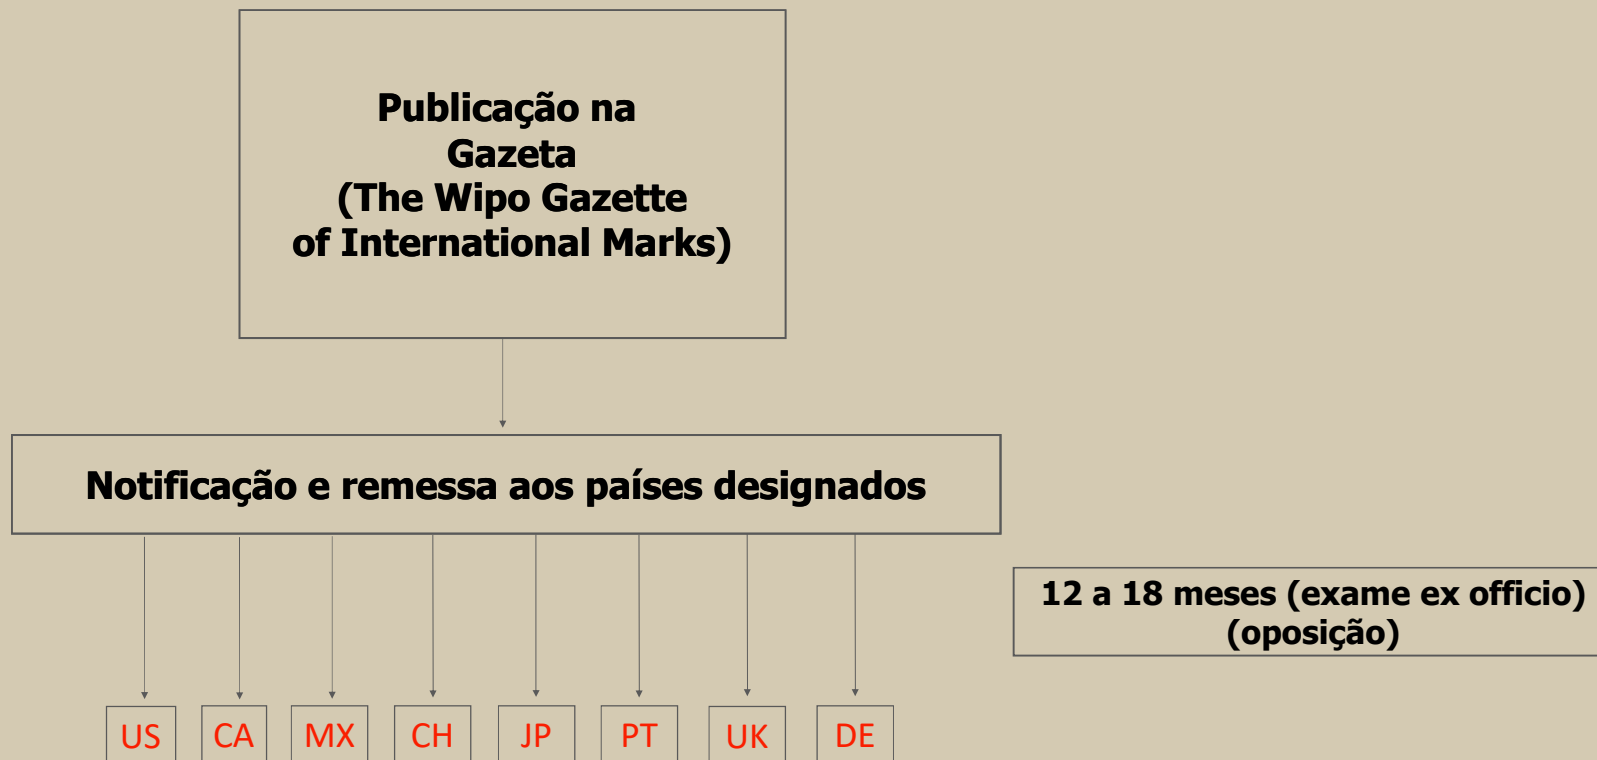 Publicação na
Gazeta
(The Wipo Gazette
of International Marks)
Notificação e remessa aos países designados
12 a 18 meses (exame ex officio)
(oposição)
US CA MX CH JP PT UK DE